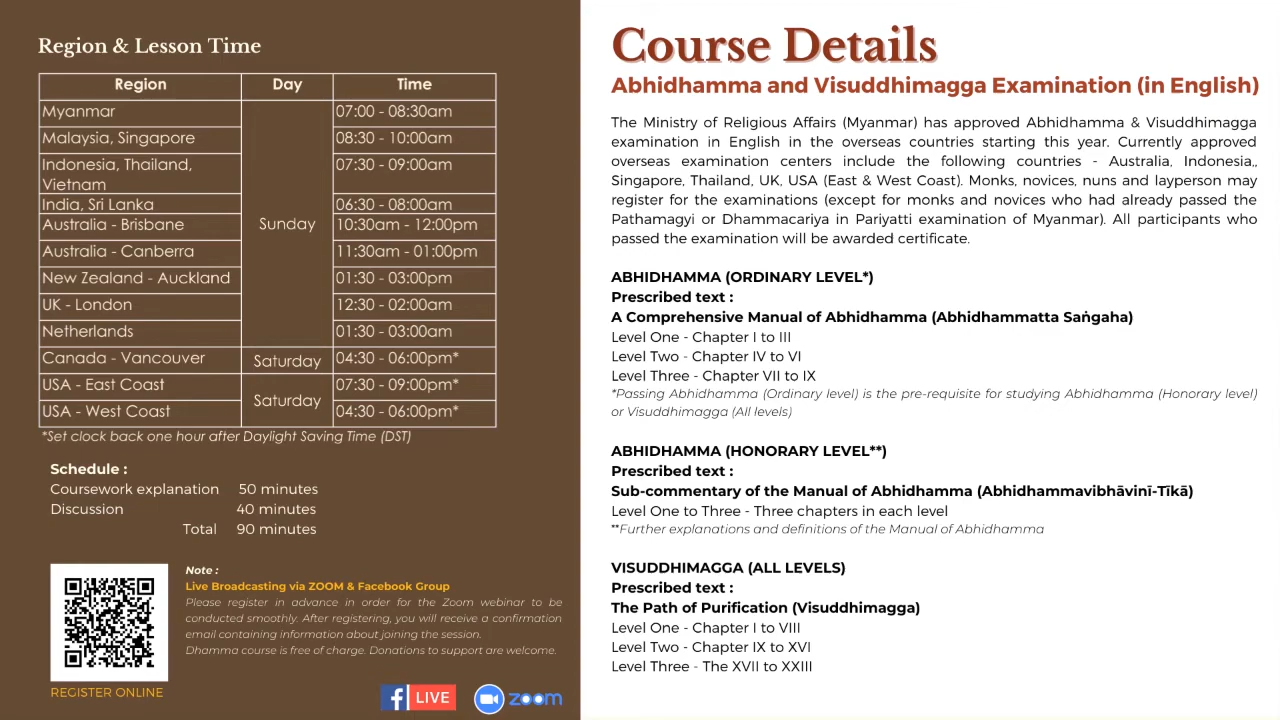 Region & Lesson Time
Region Day Time
Myanmar 07:00 - 08:30am
Malaysia, Singapore 08:30 - 10:00am
Indonesia, Thailand, 07:30 - 09:00am
Vietnam
India, Sri Lanka 06:30 - 08:00am
Australia - Brisbane Sunday 10:30am - 12:00pm
Australia - Canberra 11:30am - 01:00pm
New Zealand - Auckland 01:30 - 03:00pm
UK - London 12:30 - 02:00am
Netherlands 01:30 - 03:00am
Canada - Vancouver Saturday 04:30 - 06:00pm*
USA - East Coast Saturday 07:30 - 09:00pm*
USA - West Coast 04:30 - 06:00pm*
*Set clock back one hour after Daylight Saving Time (DST)
Schedule :
Coursework explanation 50 minutes
Discussion 40 minutes
Total 90 minutes
Note :
Live Broadcasting via ZOOM & Facebook Group
Please register in advance in order for the Zoom webinar to be
conducted smoothly. After registering, you will receive a confirmation
email containing information about joining the session.
Dhamma course is free of charge. Donations to support are welcome.
REGISTER ONLINE
f LIVE zoom
Course Details
Abhidhamma and Visuddhimagga Examination (in English)
The Ministry of Religious Affairs (Myanmar) has approved Abhidhamma & Visuddhimagga
examination in English in the overseas countries starting this year. Currently approved
overseas examination centers include the following countries - Australia, Indonesia,,
Singapore, Thailand, UK, USA (East & West Coast). Monks, novices, nuns and layperson may
register for the examinations (except for monks and novices who had already passed the
Pathamagyi or Dhammacariya in Pariyatti examination of Myanmar). All participants who
passed the examination will be awarded certificate.
ABHIDHAMMA (ORDINARY LEVEL*)
Prescribed text :
A Comprehensive Manual of Abhidhamma (Abhidhammatta Saṅgaha)
Level One - Chapter I to III
Level Two - Chapter IV to VI
Level Three - Chapter VII to IX
*Passing Abhidhamma (Ordinary level) is the pre-requisite for studying Abhidhamma (Honorary level)
or Visuddhimagga (All levels)
ABHIDHAMMA (HONORARY LEVEL**)
Prescribed text :
Sub-commentary of the Manual of Abhidhamma (Abhidhammavibhāvinī-Tīkā)
Level One to Three - Three chapters in each level
**Further explanations and definitions of the Manual of Abhidhamma
VISUDDHIMAGGA (ALL LEVELS)
Prescribed text :
The Path of Purification (Visuddhimagga)
Level One - Chapter I to VIII
Level Two - Chapter IX to XVI
Level Three - The XVII to XXIII